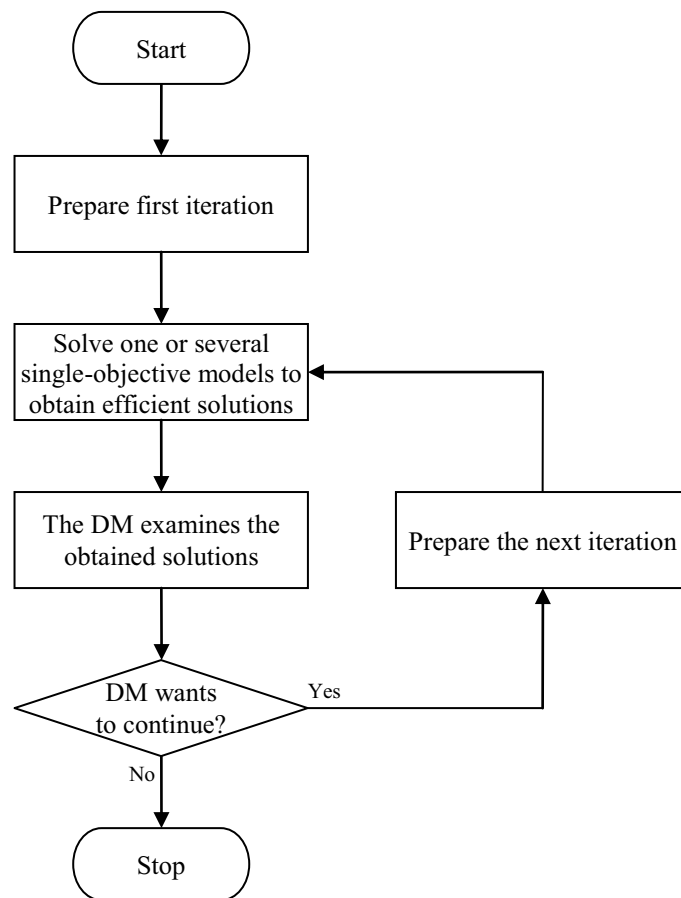 Start
Prepare first iteration
Solve one or several
single-objective models to
obtain efficient solutions
The DM examines the
obtained solutions
Prepare the next iteration
DM wants
to continue?
Yes
No
Stop